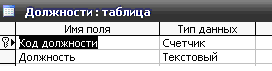 Должности : таблица
Имя поля Тип данных
Код должности Счетчик
Должность Текстовый